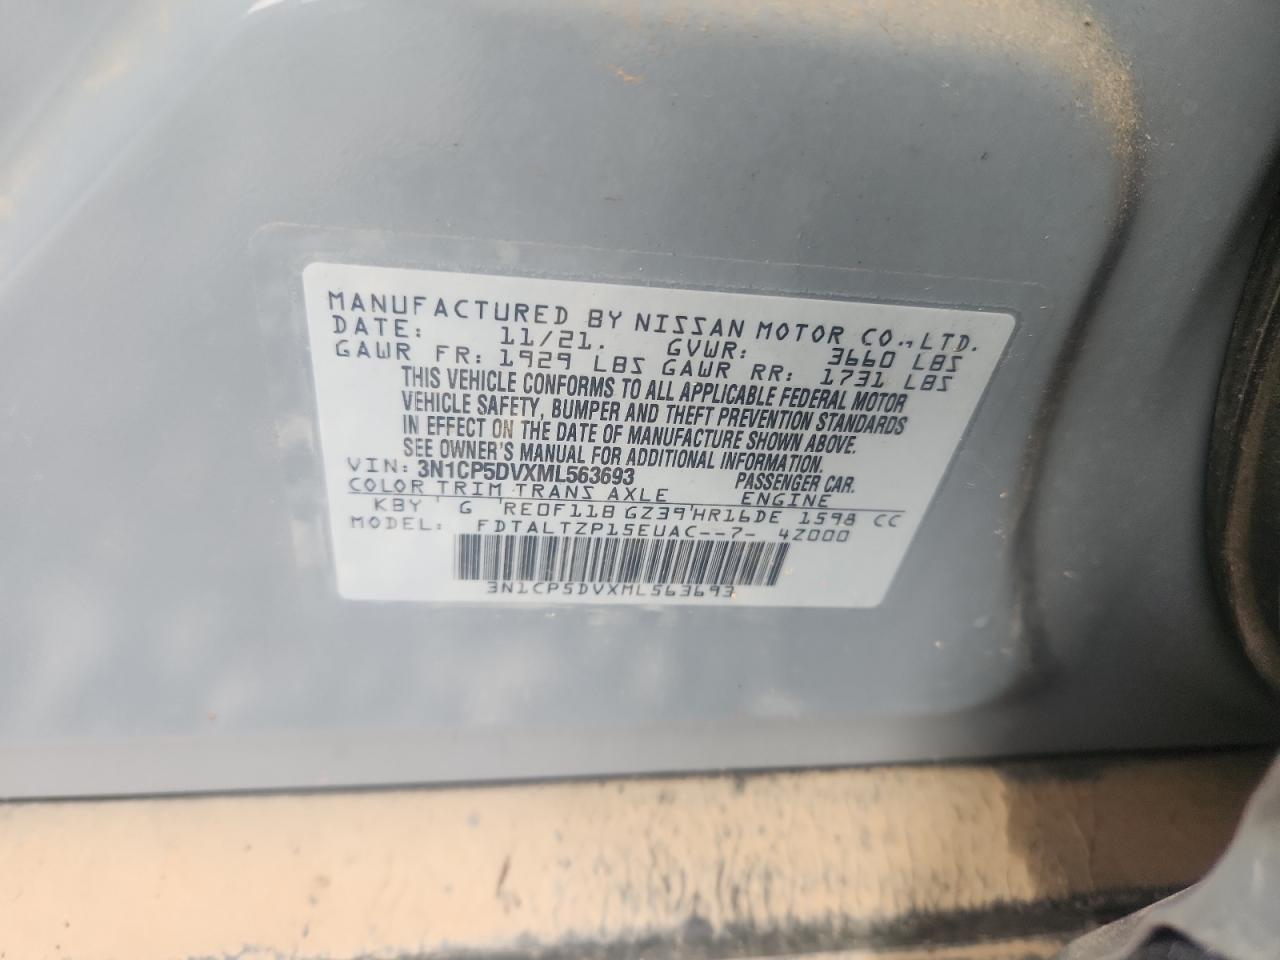 MANUFACTURED BY NISSAN MOTOR CO.,LTD.
DATE: 11/21. GVWR: 3660 LBS
GAWR FR: 1929 LBS GAWR RR: 1731 LBS
THIS VEHICLE CONFORMS TO ALL APPLICABLE FEDERAL MOTOR
VEHICLE SAFETY, BUMPER AND THEFT PREVENTION STANDARDS
IN EFFECT ON THE DATE OF MANUFACTURE SHOWN ABOVE.
SEE OWNER'S MANUAL FOR ADDITIONAL INFORMATION.
VIN: 3N1CP5DVXML563693 PASSENGER CAR.
COLOR TRIM TRANS AXLE ENGINE
KBY G RE0F11B GZ39 HR16DE 1598 CC
MODEL: FDTALTZP15EUAC--7- 4Z000
3N1CP5DVXML563693